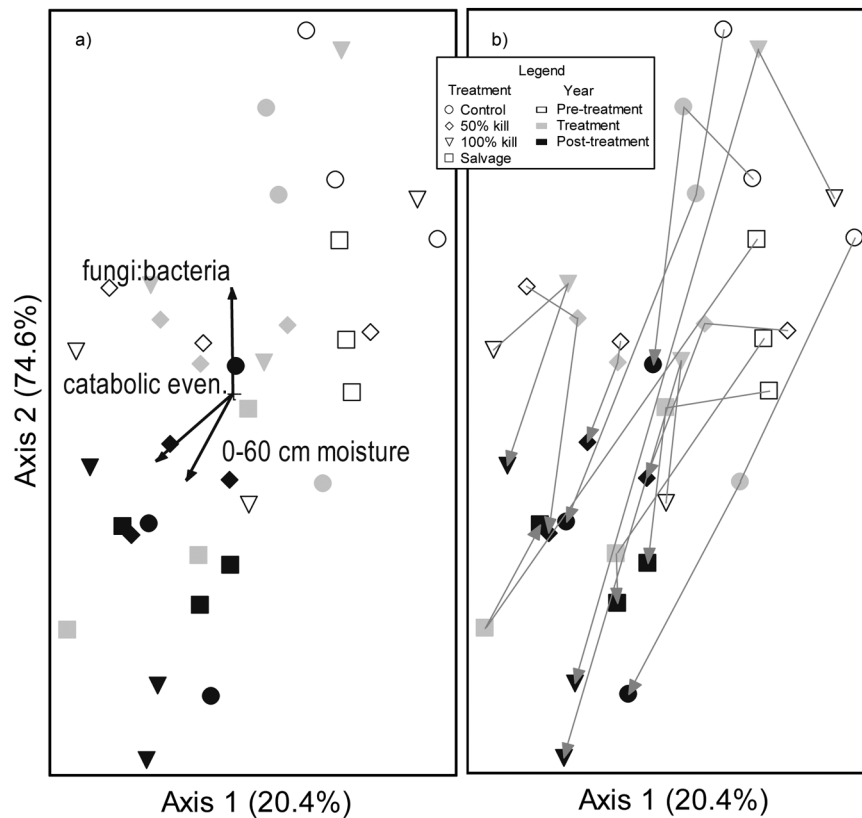 a)
b)
Legend
Treatment Year
Control Pre-treatment
50% kill Treatment
100% kill Post-treatment
Salvage
fungi:bacteria
catabolic even.
0-60 cm moisture
Axis 2 (74.6%)
Axis 1 (20.4%) Axis 1 (20.4%)